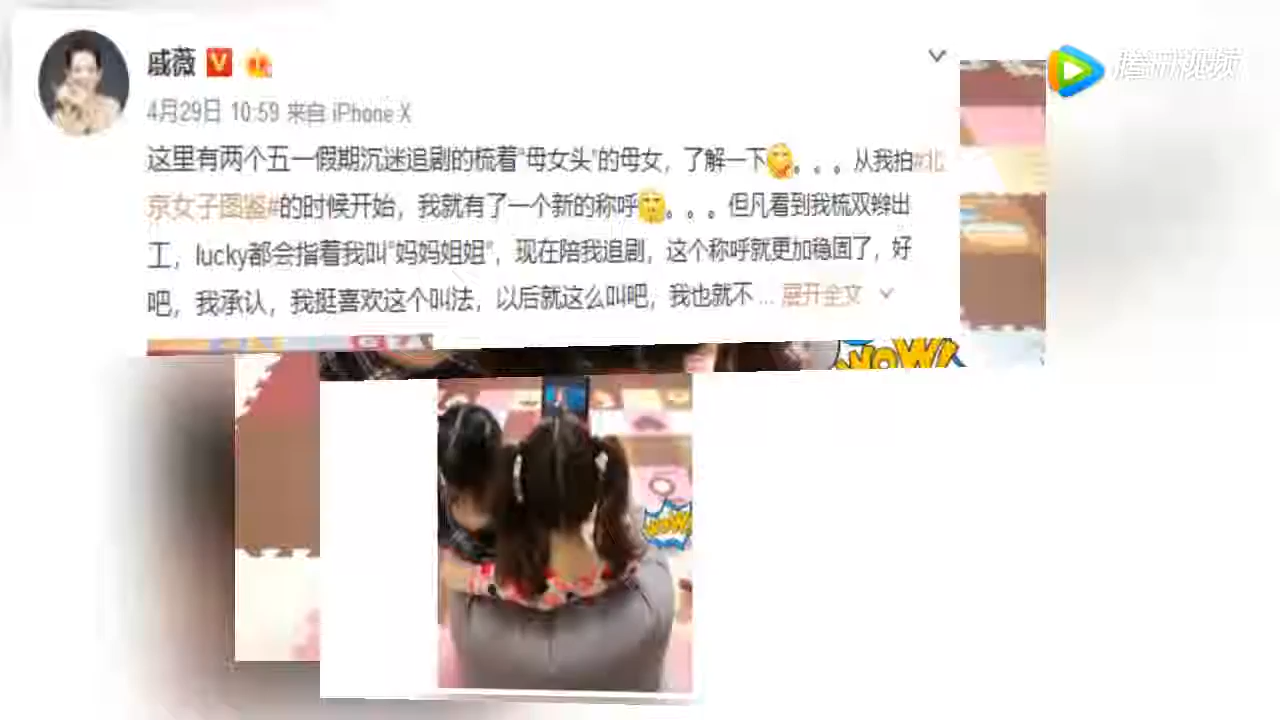 戚薇
4月29日 10:59 来自 iPhone X
这里有两个五一假期沉迷追剧的梳着“母女头”的母女，了解一下。。。从我拍#北
京女子图鉴#的时候开始，我就有了一个新的称呼。。。但凡看到我梳双辫出
工，lucky都会指着我叫“妈妈姐姐”，现在陪我追剧，这个称呼就更加稳固了，好
吧，我承认，我挺喜欢这个叫法，以后就这么叫吧，我也就不 ... 展开全文
腾讯视频
WOW!
WOW!